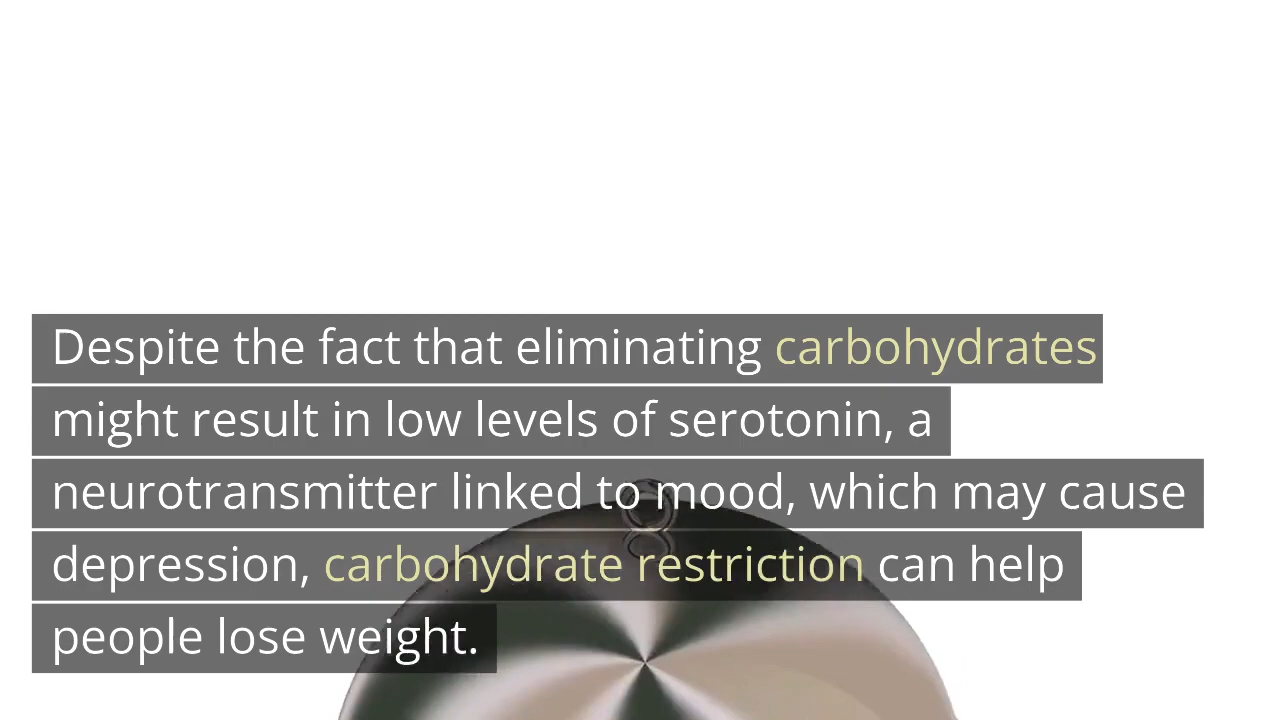 Despite the fact that eliminating carbohydrates
might result in low levels of serotonin, a
neurotransmitter linked to mood, which may cause
depression, carbohydrate restriction can help
people lose weight.